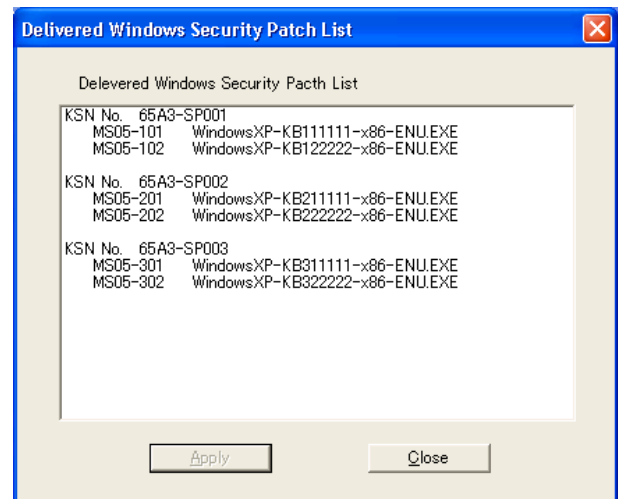 Delivered Windows Security Patch List
Delevered Windows Security Pacth List
KSN No. 65A3-SP001
MS05-101 WindowsXP-KB111111-x86-ENU.EXE
MS05-102 WindowsXP-KB122222-x86-ENU.EXE
KSN No. 65A3-SP002
MS05-201 WindowsXP-KB211111-x86-ENU.EXE
MS05-202 WindowsXP-KB222222-x86-ENU.EXE
KSN No. 65A3-SP003
MS05-301 WindowsXP-KB311111-x86-ENU.EXE
MS05-302 WindowsXP-KB322222-x86-ENU.EXE
Apply Close